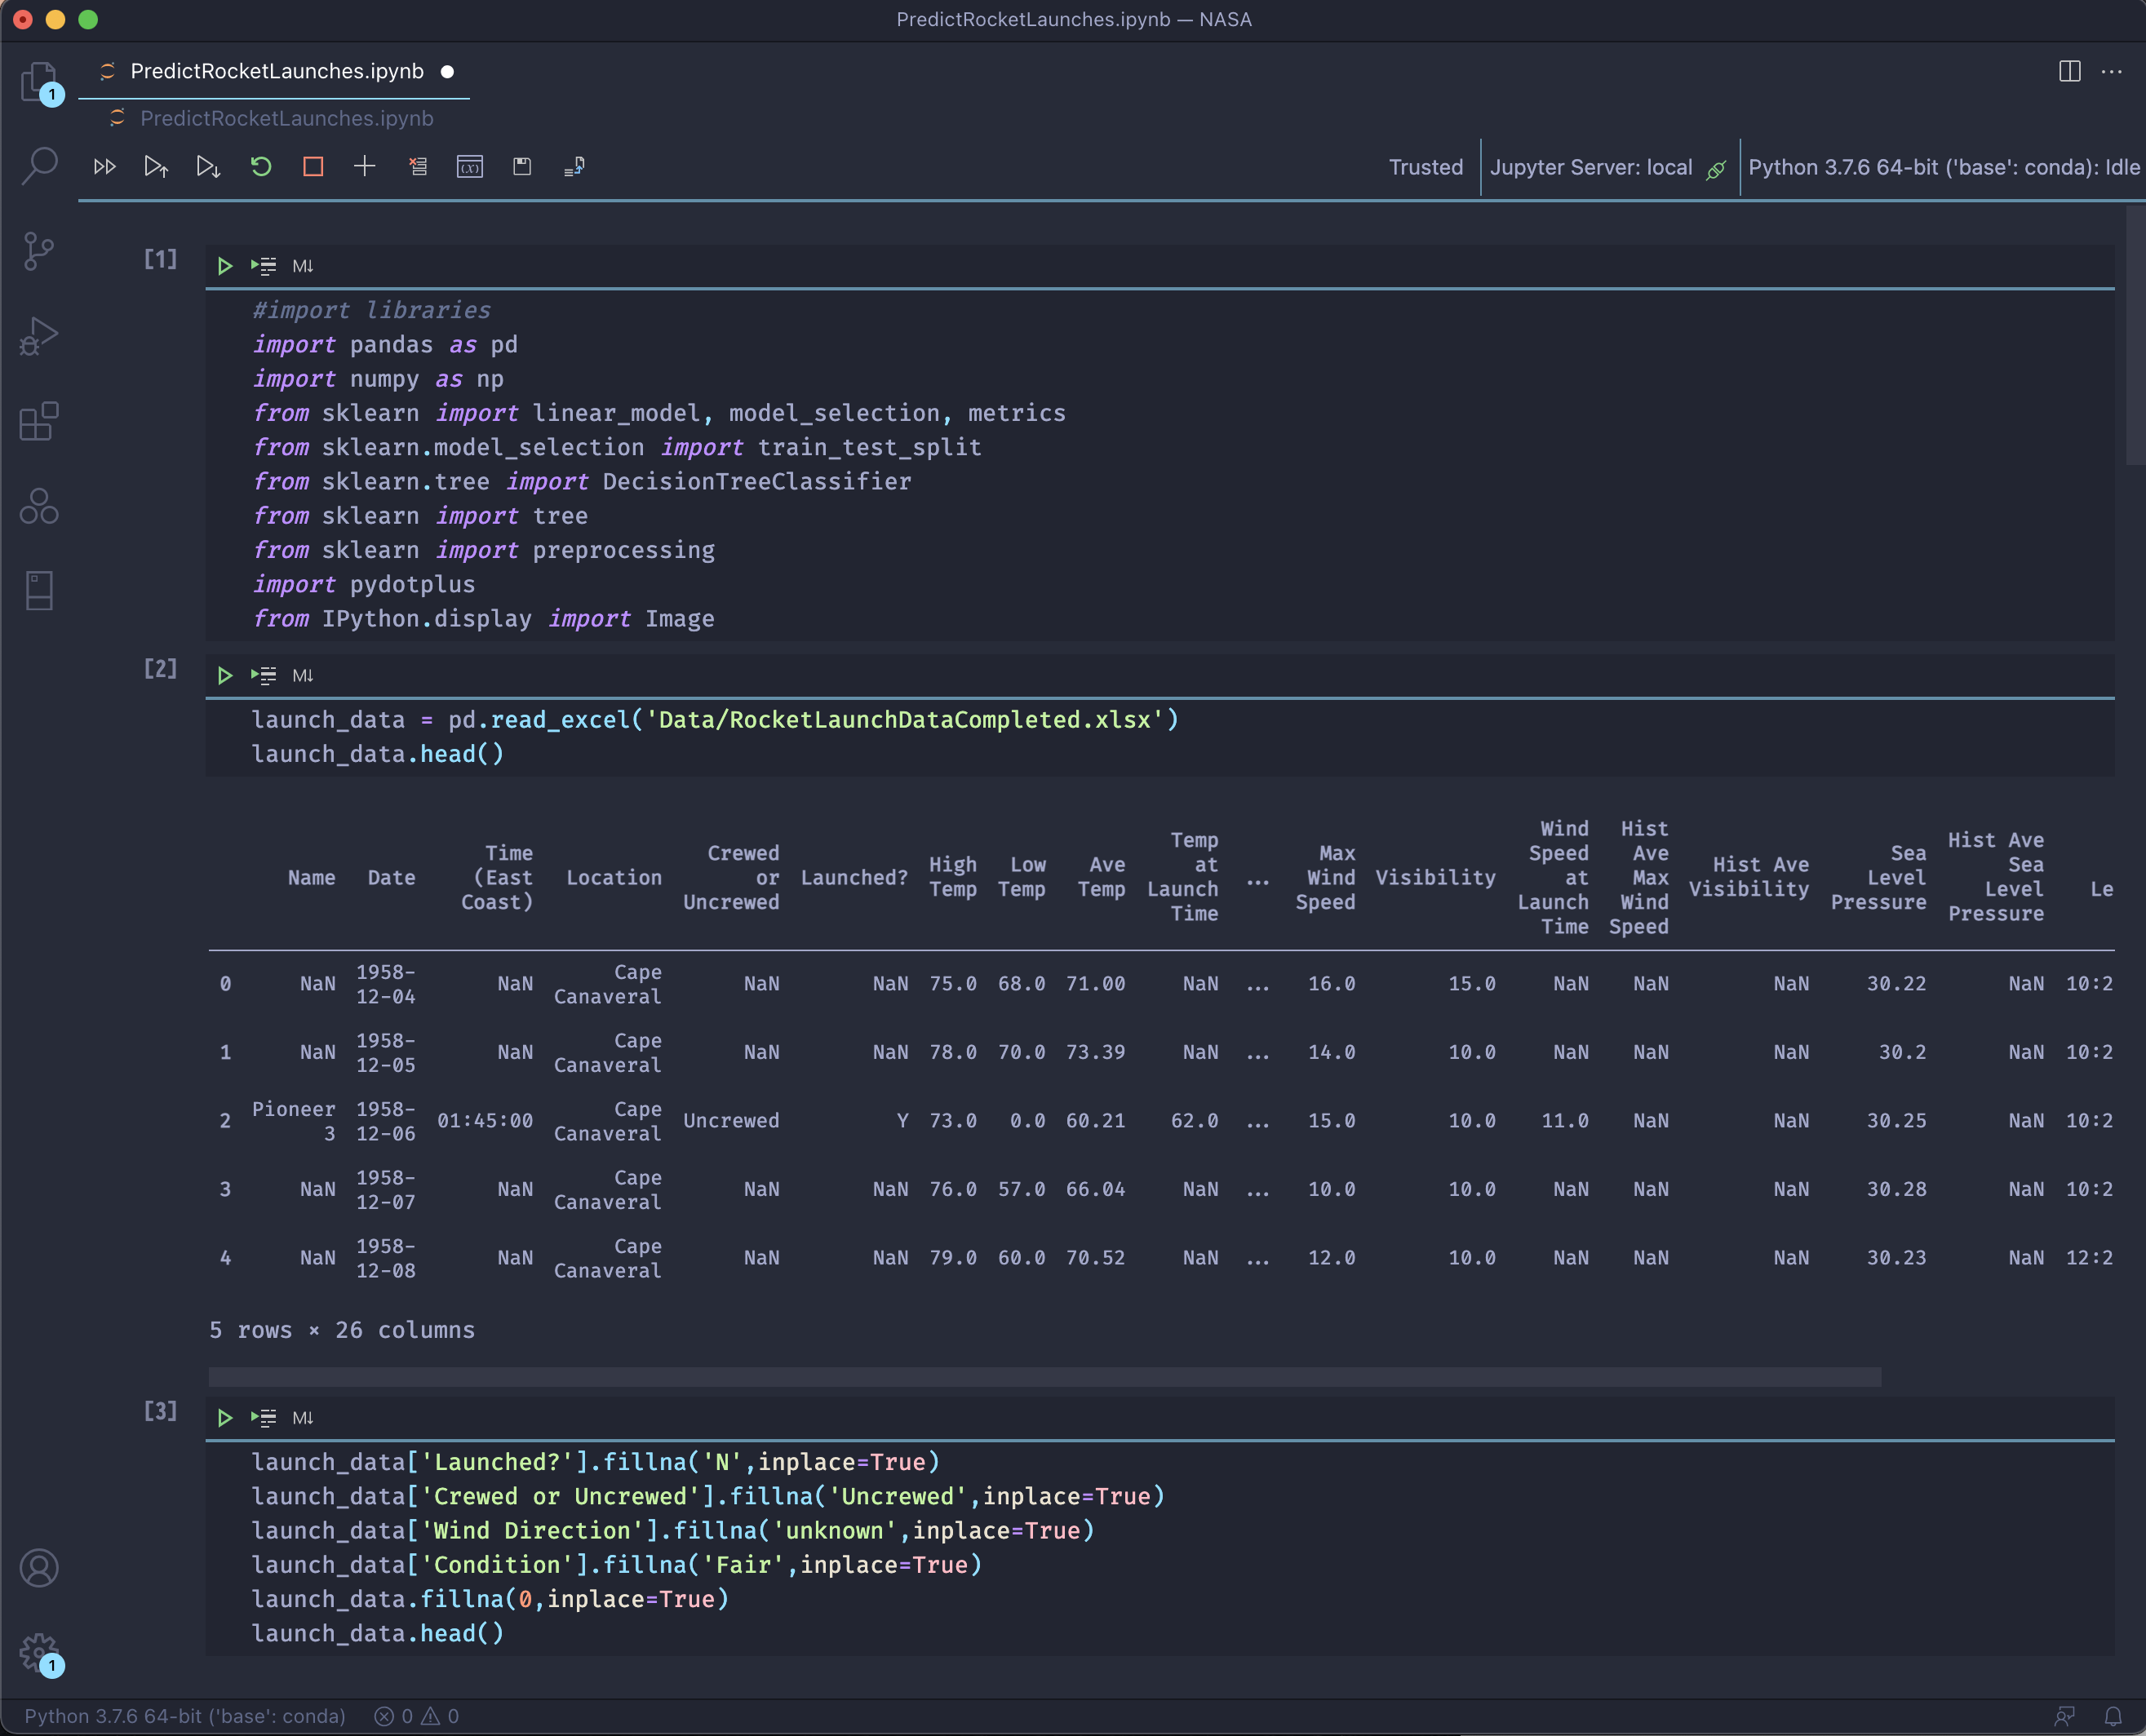 PredictRocketLaunches.ipynb — NASA
PredictRocketLaunches.ipynb
1
PredictRocketLaunches.ipynb
Trusted Jupyter Server: local Python 3.7.6 64-bit ('base': conda): Idle
[1]
M↓
#import libraries
import pandas as pd
import numpy as np
from sklearn import linear_model, model_selection, metrics
from sklearn.model_selection import train_test_split
from sklearn.tree import DecisionTreeClassifier
from sklearn import tree
from sklearn import preprocessing
import pydotplus
from IPython.display import Image
[2]
M↓
launch_data = pd.read_excel('Data/RocketLaunchDataCompleted.xlsx')
launch_data.head()
Name Date Time (East Coast) Location Crewed or Uncrewed Launched? High Temp Low Temp Ave Temp Temp at Launch Time ... Max Wind Speed Visibility Wind Speed at Launch Time Hist Ave Max Wind Speed Hist Ave Visibility Sea Level Pressure Hist Ave Sea Level Pressure Le
0 NaN 1958-12-04 NaN Cape Canaveral NaN NaN 75.0 68.0 71.00 NaN ... 16.0 15.0 NaN NaN NaN 30.22 NaN 10:2
1 NaN 1958-12-05 NaN Cape Canaveral NaN NaN 78.0 70.0 73.39 NaN ... 14.0 10.0 NaN NaN NaN 30.2 NaN 10:2
2 Pioneer 3 1958-12-06 01:45:00 Cape Canaveral Uncrewed Y 73.0 0.0 60.21 62.0 ... 15.0 10.0 11.0 NaN NaN 30.25 NaN 10:2
3 NaN 1958-12-07 NaN Cape Canaveral NaN NaN 76.0 57.0 66.04 NaN ... 10.0 10.0 NaN NaN NaN 30.28 NaN 10:2
4 NaN 1958-12-08 NaN Cape Canaveral NaN NaN 79.0 60.0 70.52 NaN ... 12.0 10.0 NaN NaN NaN 30.23 NaN 12:2
5 rows × 26 columns
[3]
M↓
launch_data['Launched?'].fillna('N',inplace=True)
launch_data['Crewed or Uncrewed'].fillna('Uncrewed',inplace=True)
launch_data['Wind Direction'].fillna('unknown',inplace=True)
launch_data['Condition'].fillna('Fair',inplace=True)
launch_data.fillna(0,inplace=True)
launch_data.head()
1
Python 3.7.6 64-bit ('base': conda) 0 0